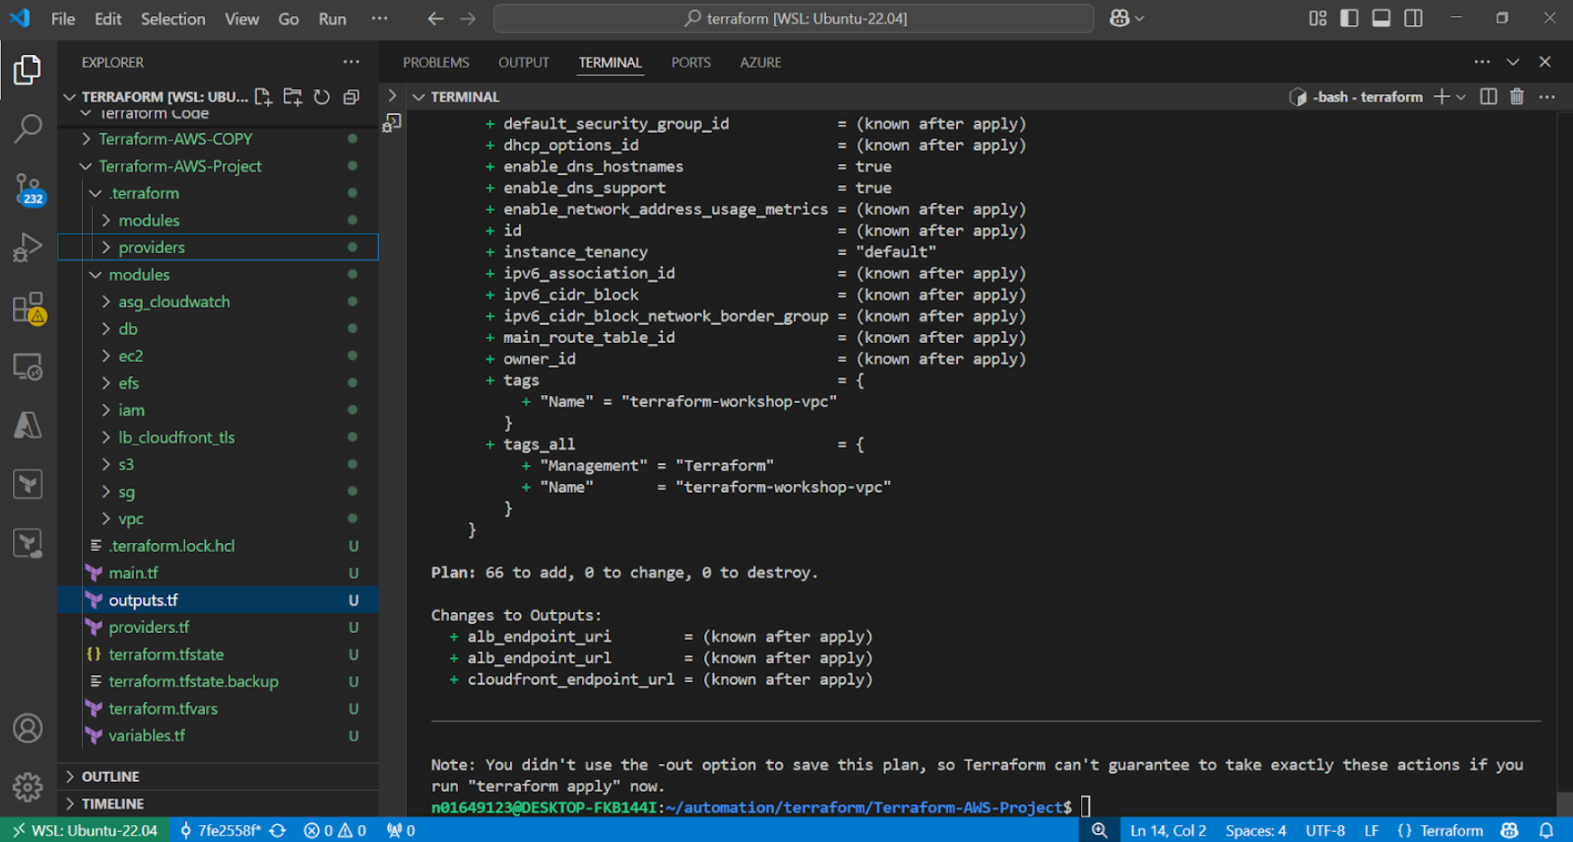 File Edit Selection View Go Run ··· terraform [WSL: Ubuntu-22.04]
EXPLORER ···
TERRAFORM [WSL: UBU...
Terraform Code
Terraform-AWS-COPY
Terraform-AWS-Project
.terraform
modules
providers
modules
asg_cloudwatch
db
ec2
efs
iam
lb_cloudfront_tls
s3
sg
vpc
.terraform.lock.hcl U
main.tf U
outputs.tf U
providers.tf U
{} terraform.tfstate U
terraform.tfstate.backup U
terraform.tfvars U
variables.tf U
OUTLINE
TIMELINE
232
PROBLEMS OUTPUT TERMINAL PORTS AZURE ···
TERMINAL -bash - terraform ···
+ default_security_group_id = (known after apply)
+ dhcp_options_id = (known after apply)
+ enable_dns_hostnames = true
+ enable_dns_support = true
+ enable_network_address_usage_metrics = (known after apply)
+ id = (known after apply)
+ instance_tenancy = "default"
+ ipv6_association_id = (known after apply)
+ ipv6_cidr_block = (known after apply)
+ ipv6_cidr_block_network_border_group = (known after apply)
+ main_route_table_id = (known after apply)
+ owner_id = (known after apply)
+ tags = {
+ "Name" = "terraform-workshop-vpc"
}
+ tags_all = {
+ "Management" = "Terraform"
+ "Name" = "terraform-workshop-vpc"
}
}
Plan: 66 to add, 0 to change, 0 to destroy.
Changes to Outputs:
+ alb_endpoint_uri = (known after apply)
+ alb_endpoint_url = (known after apply)
+ cloudfront_endpoint_url = (known after apply)
Note: You didn't use the -out option to save this plan, so Terraform can't guarantee to take exactly these actions if you
run "terraform apply" now.
n01649123@DESKTOP-FKB144I:~/automation/terraform/Terraform-AWS-Project$
WSL: Ubuntu-22.04 7fe2558f* 0 0 0 Ln 14, Col 2 Spaces: 4 UTF-8 LF {} Terraform